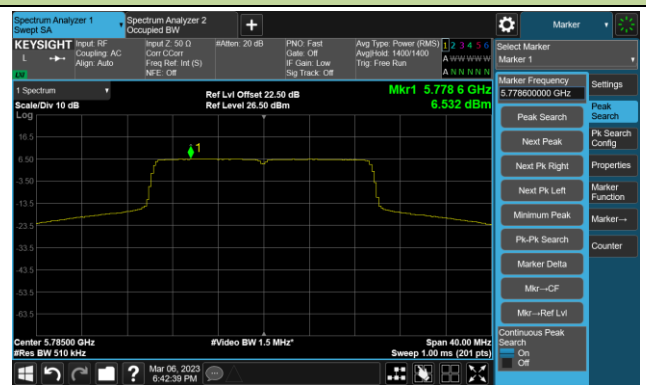 Spectrum Analyzer 1
Swept SA
Spectrum Analyzer 2
Occupied BW
Marker
KEYSIGHT
L
Input: RF
Coupling: AC
Align: Auto
Input Z: 50 Ω
Corr CCorr
Freq Ref: Int (S)
NFE: Off
#Atten: 20 dB
PNO: Fast
Gate: Off
IF Gain: Low
Sig Track: Off
Avg Type: Power (RMS)
Avg|Hold: 1400/1400
Trig: Free Run
1 2 3 4 5 6
A W W W W W
A N N N N N
Select Marker
Marker 1
1 Spectrum
Scale/Div 10 dB
Log
Ref Lvl Offset 22.50 dB
Ref Level 26.50 dBm
Mkr1 5.778 6 GHz
6.532 dBm
16.5
6.50
-3.50
-13.5
-23.5
-33.5
-43.5
-53.5
-63.5
1
Center 5.78500 GHz
#Res BW 510 kHz
#Video BW 1.5 MHz*
Span 40.00 MHz
Sweep 1.00 ms (201 pts)
Marker Frequency
5.778600000 GHz
Peak Search
Next Peak
Next Pk Right
Next Pk Left
Minimum Peak
Pk-Pk Search
Marker Delta
Mkr→CF
Mkr→Ref Lvl
Continuous Peak
Search
On
Off
Settings
Peak
Search
Pk Search
Config
Properties
Marker
Function
Marker→
Counter
Mar 06, 2023
6:42:39 PM